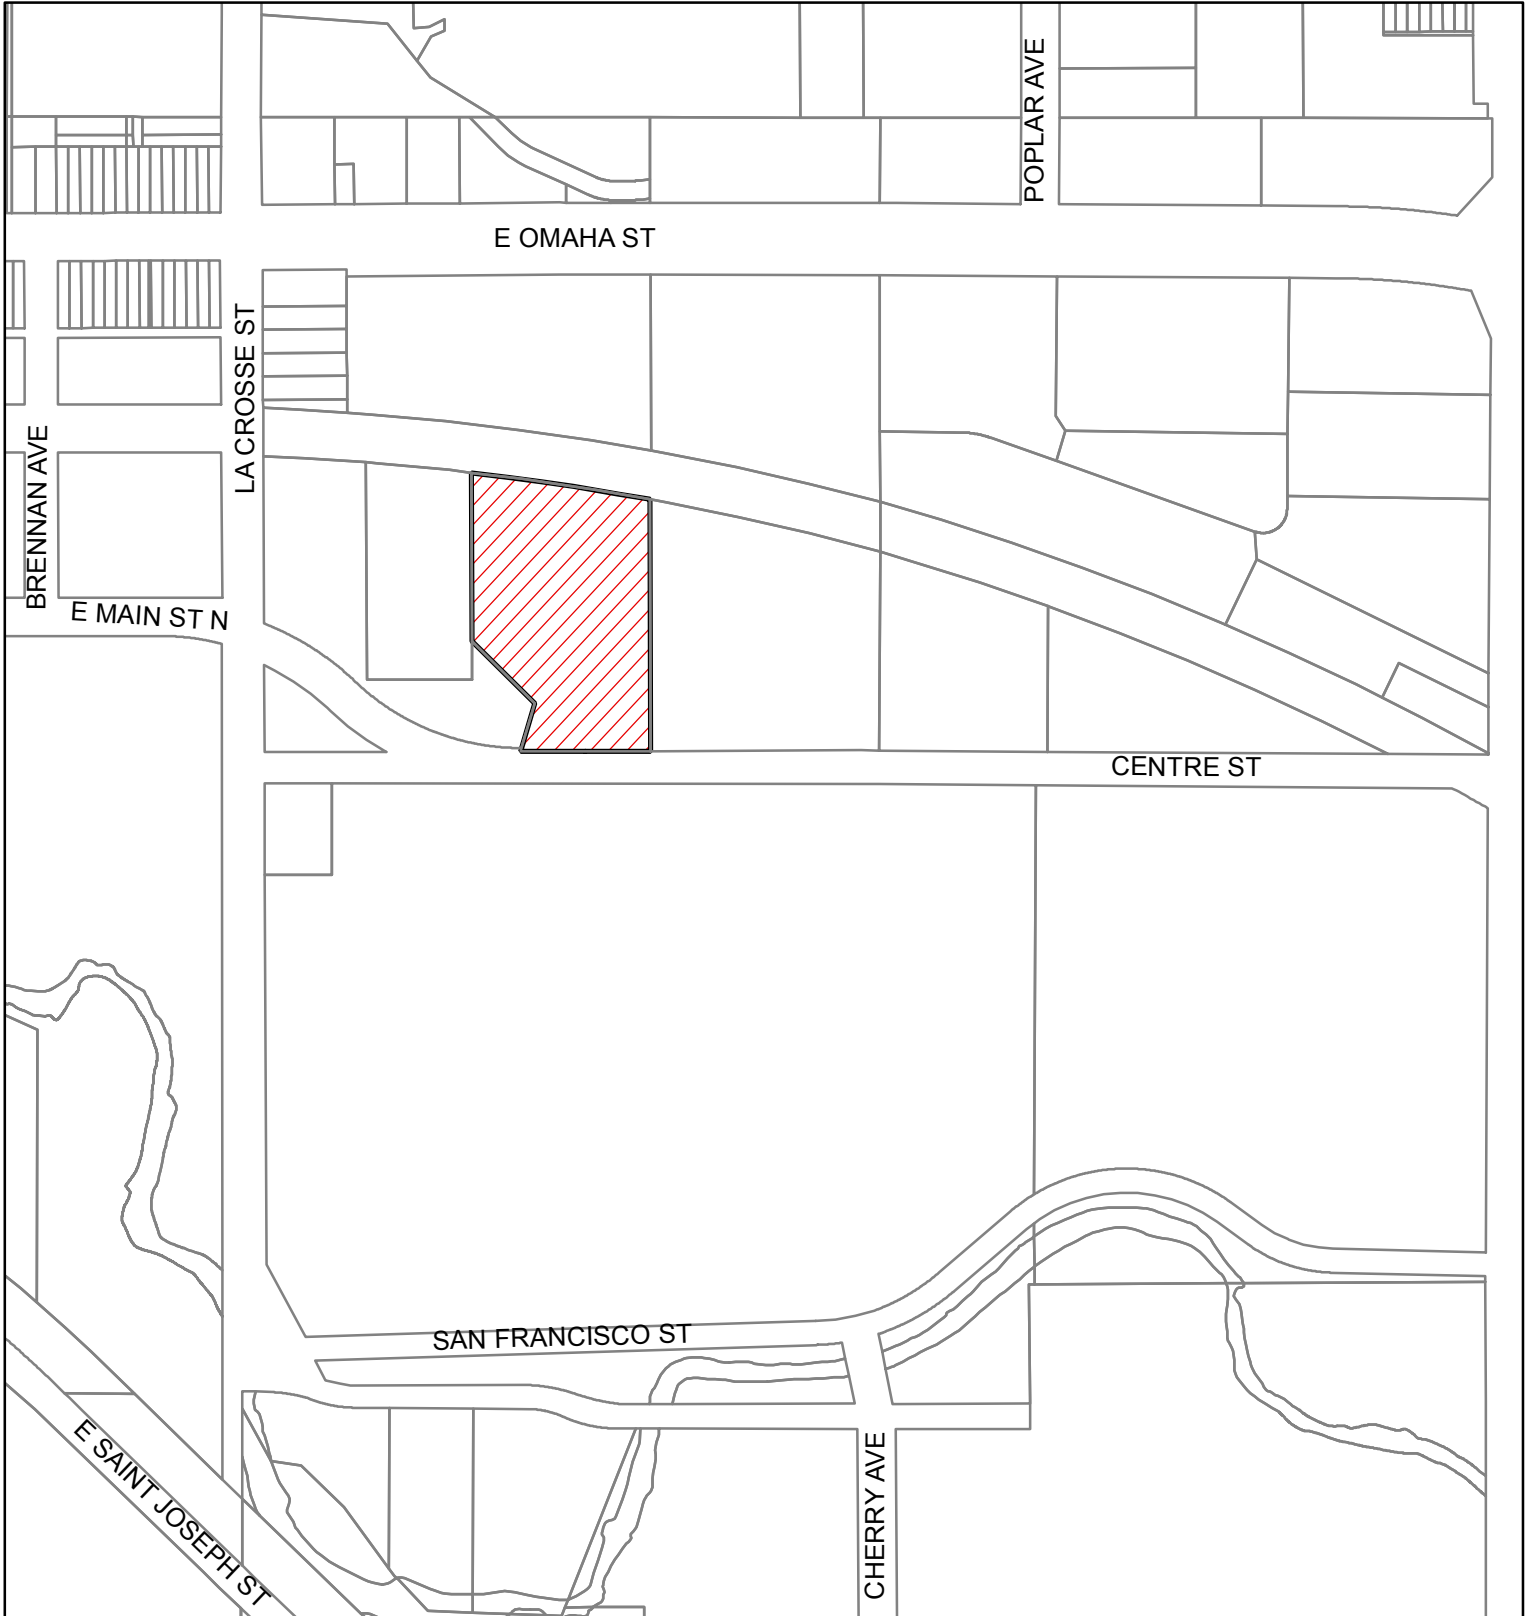 POPLAR AVE
E OMAHA ST
LA CROSSE ST
BRENNAN AVE
E MAIN ST N
CENTRE ST
SAN FRANCISCO ST
E SAINT JOSEPH ST
CHERRY AVE